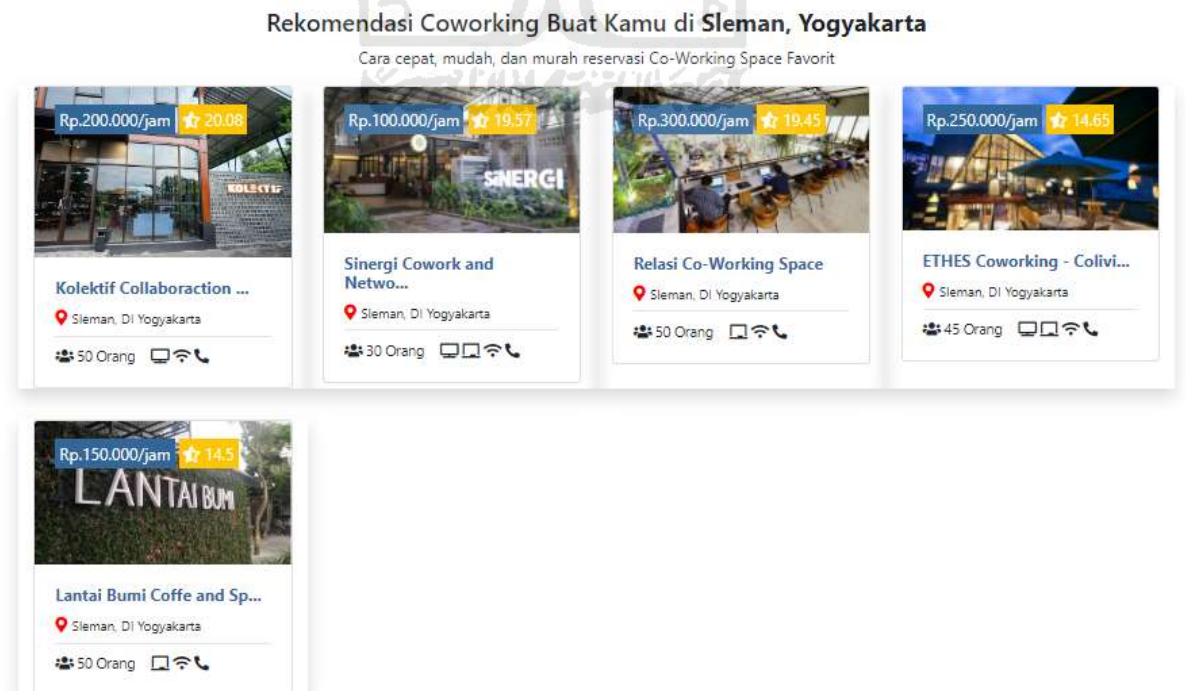 Rekomendasi Coworking Buat Kamu di Sleman, Yogyakarta
Cara cepat, mudah, dan murah reservasi Co-Working Space Favorit
Rp.200.000/jam 20.08
KOLEKTIF
Kolektif Collaboraction ...
Sleman, DI Yogyakarta
50 Orang
Rp.100.000/jam 19.57
SiNERGI
Sinergi Cowork and
Netwo...
Sleman, DI Yogyakarta
30 Orang
Rp.300.000/jam 19.45
Relasi Co-Working Space
Sleman, DI Yogyakarta
50 Orang
Rp.250.000/jam 14.65
ETHES Coworking - Colivi...
Sleman, DI Yogyakarta
45 Orang
Rp.150.000/jam 14.5
LANTAI BUMI
Lantai Bumi Coffe and Sp...
Sleman, DI Yogyakarta
50 Orang